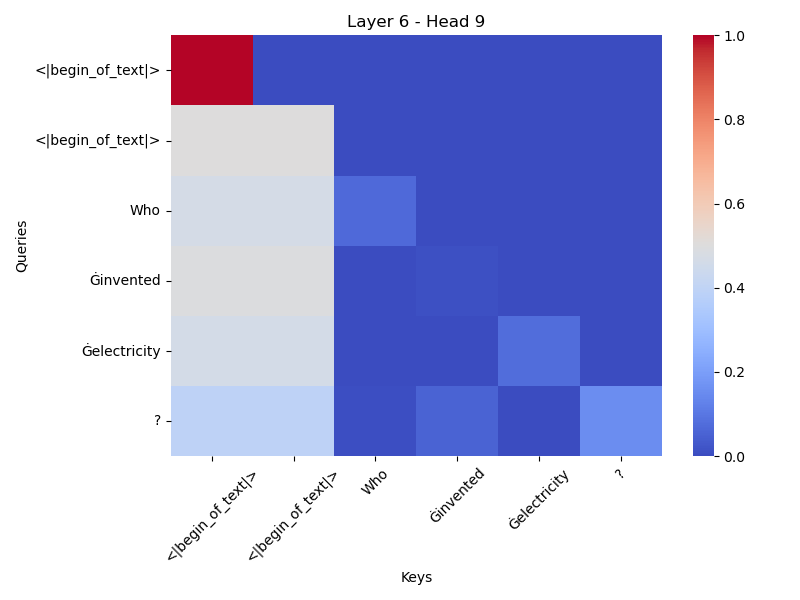 Layer 6 - Head 9
<|begin_of_text|>
<|begin_of_text|>
Who
Ġinvented
Ġelectricity
?
Queries
<|begin_of_text|>
<|begin_of_text|>
Who
Ġinvented
Ġelectricity
?
Keys
1.0
0.8
0.6
0.4
0.2
0.0